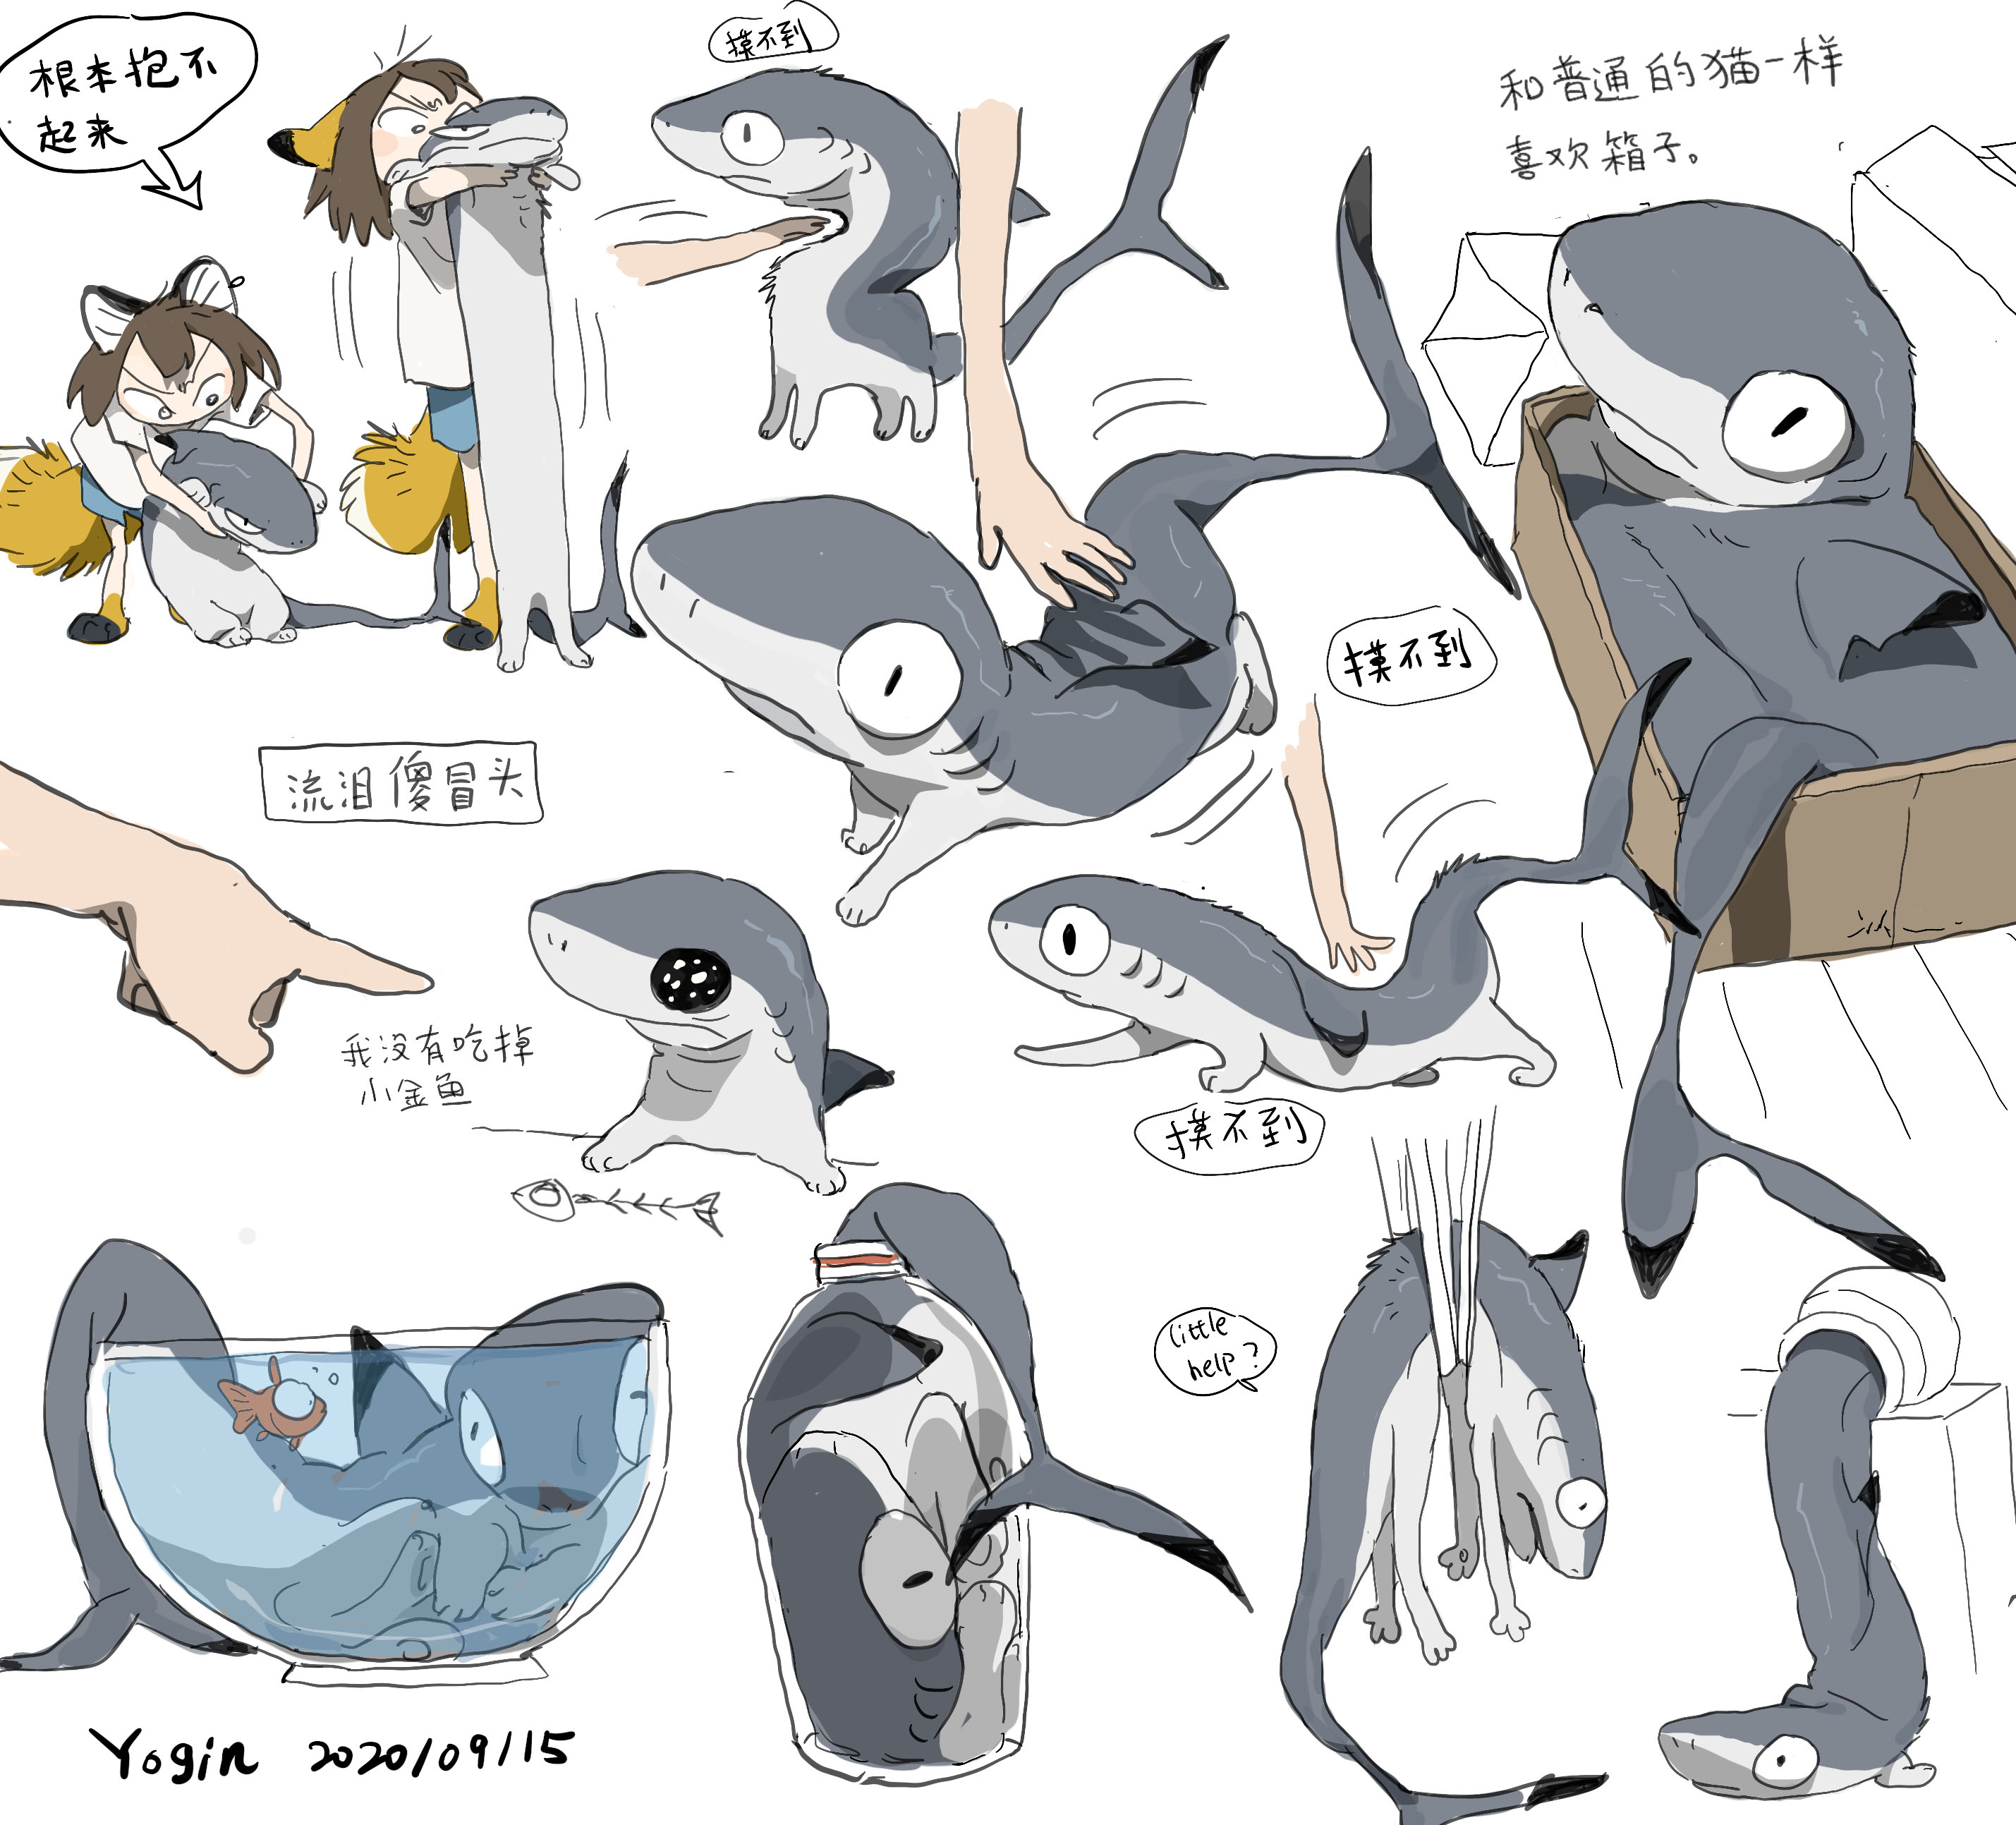 根本抱不
起来
摸不到
和普通的猫一样
喜欢箱子。
摸不到
流泪傻冒头
我没有吃掉
小金鱼
摸不到
little
help?
Yogin 2020/09/15